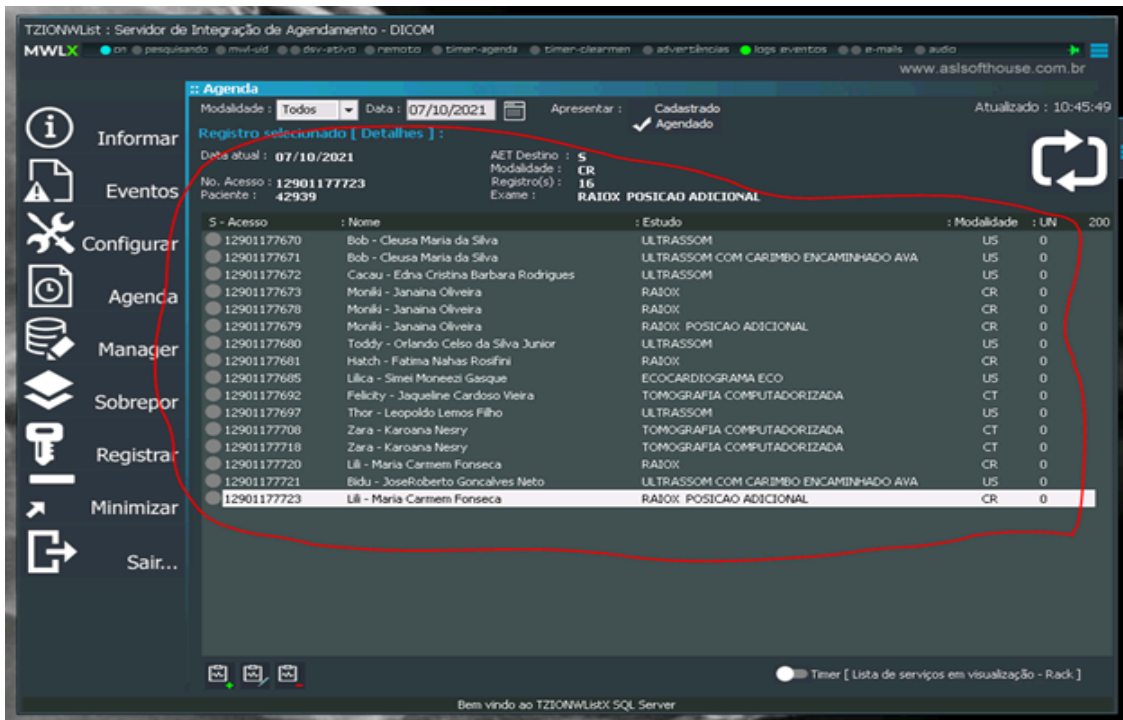 TZIONWList : Servidor de Integração de Agendamento - DICOM
MWLX on pesquisando mwl-uid dsv-ativo remoto timer-agenda timer-clearmen advertências logs eventos e-mails audio
www.aslsofthouse.com.br
:: Agenda
Modalidade : Todos Data : 07/10/2021 Apresentar : Cadastrado Atualizado : 10:45:49
Agendado
Informar
Registro selecionado [ Detalhes ] :
Data atual : 07/10/2021 AET Destino : S
Modalidade : CR
No. Acesso : 12901177723 Registro(s) : 16
Paciente : 42939 Exame : RAIOX POSICAO ADICIONAL
Eventos
Configurar
Agenda
Manager
Sobrepor
Registrar
Minimizar
Sair...
S - Acesso : Nome : Estudo : Modalidade : UN 200
12901177670 Bob - Cleusa Maria da Silva ULTRASSOM US 0
12901177671 Bob - Cleusa Maria da Silva ULTRASSOM COM CARIMBO ENCAMINHADO AVA US 0
12901177672 Cacau - Edna Cristina Barbara Rodrigues ULTRASSOM US 0
12901177673 Moniki - Janaina Oliveira RAIOX CR 0
12901177678 Moniki - Janaina Oliveira RAIOX CR 0
12901177679 Moniki - Janaina Oliveira RAIOX POSICAO ADICIONAL CR 0
12901177680 Toddy - Orlando Celso da Silva Junior ULTRASSOM US 0
12901177681 Hatch - Fatima Nahas Rosifini RAIOX CR 0
12901177685 Lilica - Simei Moneezi Gasque ECOCARDIOGRAMA ECO US 0
12901177692 Felicity - Jaqueline Cardoso Vieira TOMOGRAFIA COMPUTADORIZADA CT 0
12901177697 Thor - Leopoldo Lemos Filho ULTRASSOM US 0
12901177708 Zara - Karoana Nesry TOMOGRAFIA COMPUTADORIZADA CT 0
12901177718 Zara - Karoana Nesry TOMOGRAFIA COMPUTADORIZADA CT 0
12901177720 Lili - Maria Carmem Fonseca RAIOX CR 0
12901177721 Bidu - JoseRoberto Goncalves Neto ULTRASSOM COM CARIMBO ENCAMINHADO AVA US 0
12901177723 Lili - Maria Carmem Fonseca RAIOX POSICAO ADICIONAL CR 0
Timer [ Lista de serviços em visualização - Rack ]
Bem vindo ao TZIONWListX SQL Server